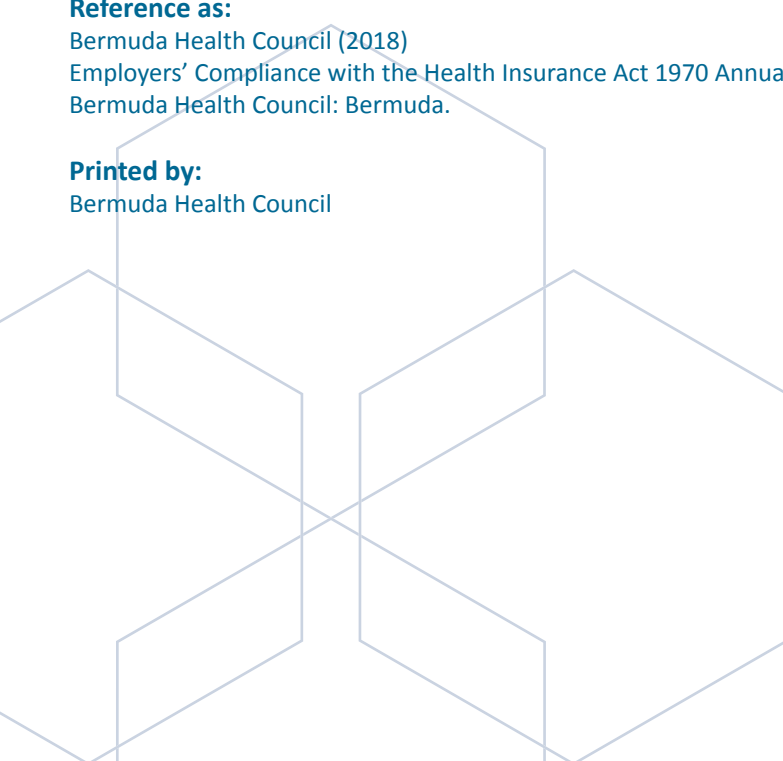 Reference as:
Bermuda Health Council (2018)
Employers’ Compliance with the Health Insurance Act 1970 Annua
Bermuda Health Council: Bermuda.
Printed by:
Bermuda Health Council